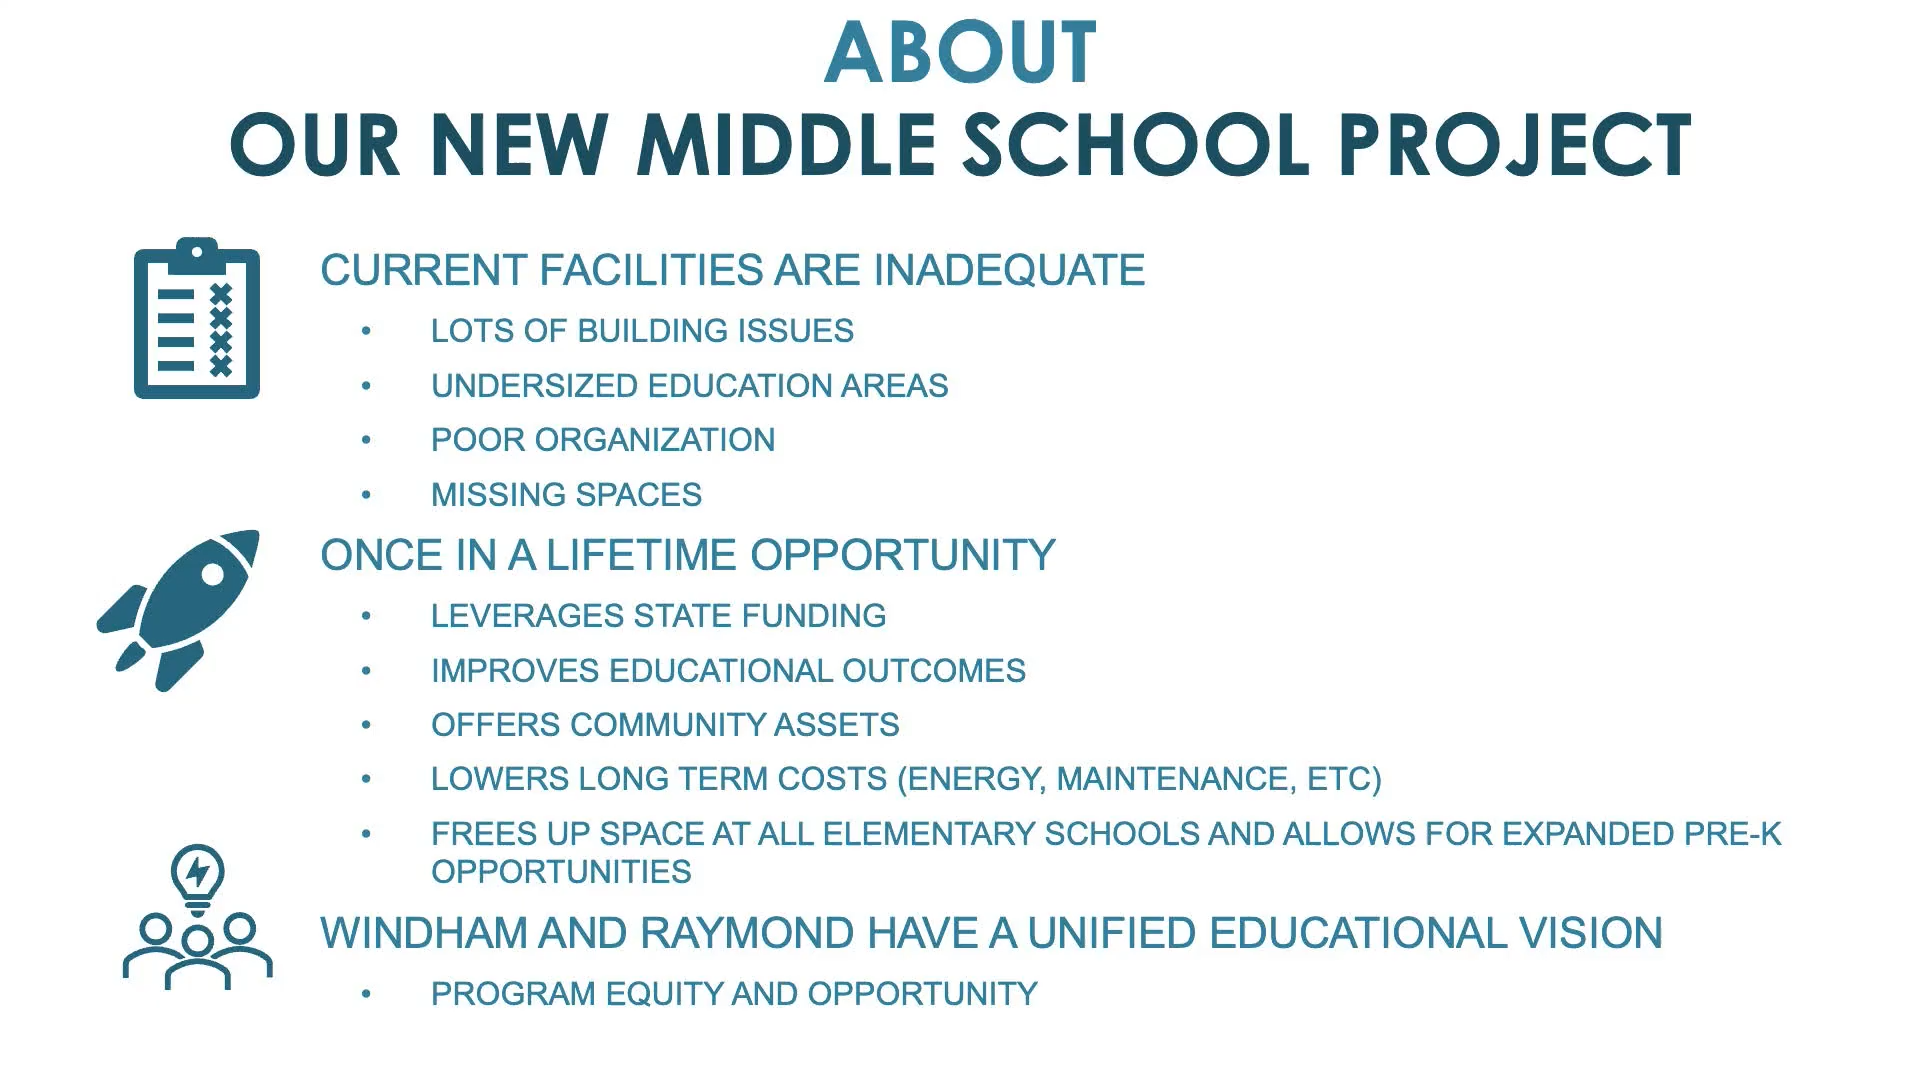 ABOUT
OUR NEW MIDDLE SCHOOL PROJECT
CURRENT FACILITIES ARE INADEQUATE
• LOTS OF BUILDING ISSUES
• UNDERSIZED EDUCATION AREAS
• POOR ORGANIZATION
• MISSING SPACES
ONCE IN A LIFETIME OPPORTUNITY
• LEVERAGES STATE FUNDING
• IMPROVES EDUCATIONAL OUTCOMES
• OFFERS COMMUNITY ASSETS
• LOWERS LONG TERM COSTS (ENERGY, MAINTENANCE, ETC)
• FREES UP SPACE AT ALL ELEMENTARY SCHOOLS AND ALLOWS FOR EXPANDED PRE-K
OPPORTUNITIES
WINDHAM AND RAYMOND HAVE A UNIFIED EDUCATIONAL VISION
• PROGRAM EQUITY AND OPPORTUNITY